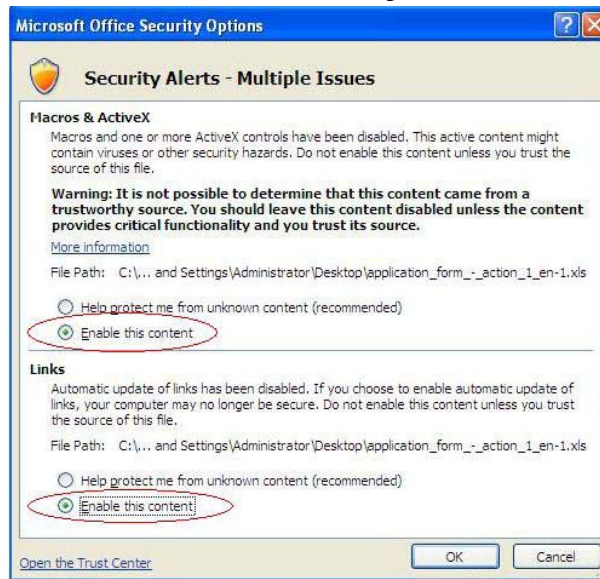 Microsoft Office Security Options
Security Alerts - Multiple Issues
Macros & ActiveX
Macros and one or more ActiveX controls have been disabled. This active content might
contain viruses or other security hazards. Do not enable this content unless you trust the
source of this file.
Warning: It is not possible to determine that this content came from a
trustworthy source. You should leave this content disabled unless the content
provides critical functionality and you trust its source.
More information
File Path: C:\... and Settings\Administrator\Desktop\application_form_-_action_1_en-1.xls
Help protect me from unknown content (recommended)
Enable this content
Links
Automatic update of links has been disabled. If you choose to enable automatic update of
links, your computer may no longer be secure. Do not enable this content unless you trust
the source of this file.
File Path: C:\... and Settings\Administrator\Desktop\application_form_-_action_1_en-1.xls
Help protect me from unknown content (recommended)
Enable this content
Open the Trust Center
OK Cancel